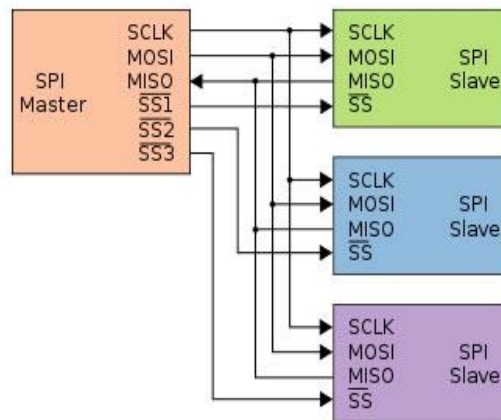 SCLK
MOSI
SPI MISO
Master SS1
SS2
SS3
SCLK
MOSI SPI
MISO Slave
SS
SCLK
MOSI SPI
MISO Slave
SS
SCLK
MOSI SPI
MISO Slave
SS